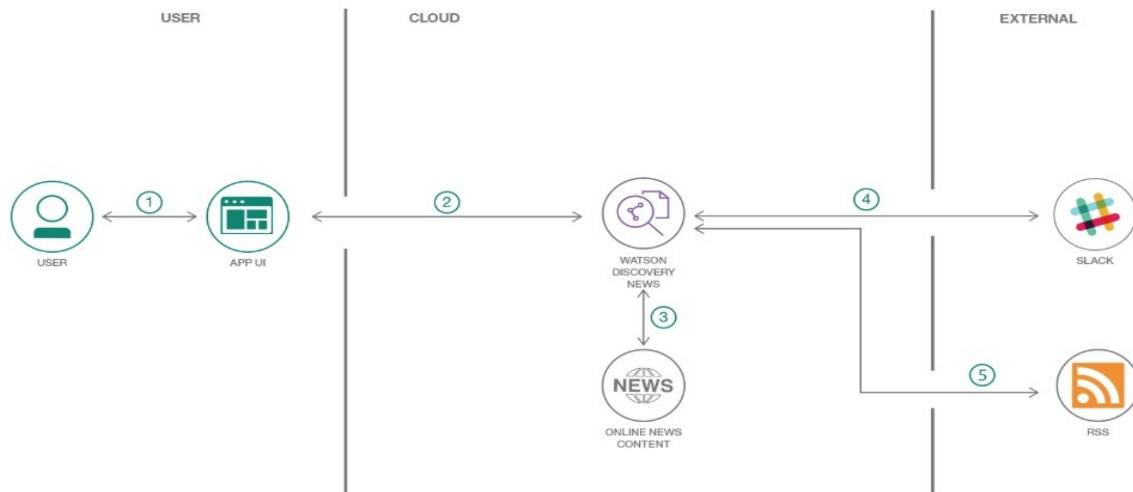 USER
CLOUD
EXTERNAL
1
2
4
USER
APP UI
WATSON
DISCOVERY
NEWS
SLACK
3
NEWS
ONLINE NEWS
CONTENT
5
RSS